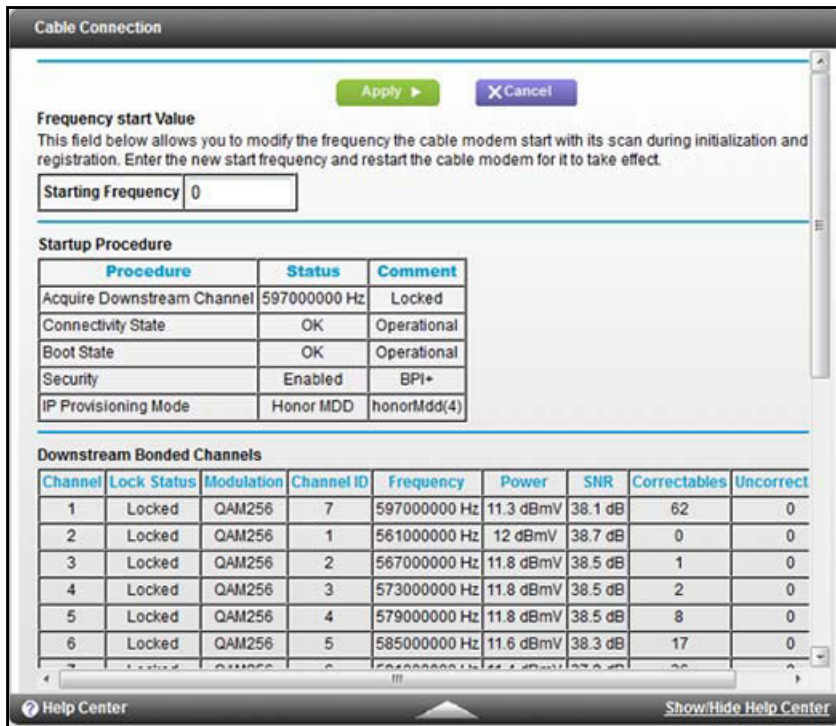 Cable Connection
Apply
X Cancel
Frequency start Value
This field below allows you to modify the frequency the cable modem start with its scan during initialization and
registration. Enter the new start frequency and restart the cable modem for it to take effect.
Starting Frequency 0
Startup Procedure
Procedure Status Comment
Acquire Downstream Channel 597000000 Hz Locked
Connectivity State OK Operational
Boot State OK Operational
Security Enabled BPI+
IP Provisioning Mode Honor MDD honorMdd(4)
Downstream Bonded Channels
Channel Lock Status Modulation Channel ID Frequency Power SNR Correctables Uncorrect
1 Locked QAM256 7 597000000 Hz 11.3 dBmV 38.1 dB 62 0
2 Locked QAM256 1 561000000 Hz 12 dBmV 38.7 dB 0 0
3 Locked QAM256 2 567000000 Hz 11.8 dBmV 38.5 dB 1 0
4 Locked QAM256 3 573000000 Hz 11.8 dBmV 38.5 dB 2 0
5 Locked QAM256 4 579000000 Hz 11.8 dBmV 38.5 dB 8 0
6 Locked QAM256 5 585000000 Hz 11.6 dBmV 38.3 dB 17 0
Help Center
Show/Hide Help Center